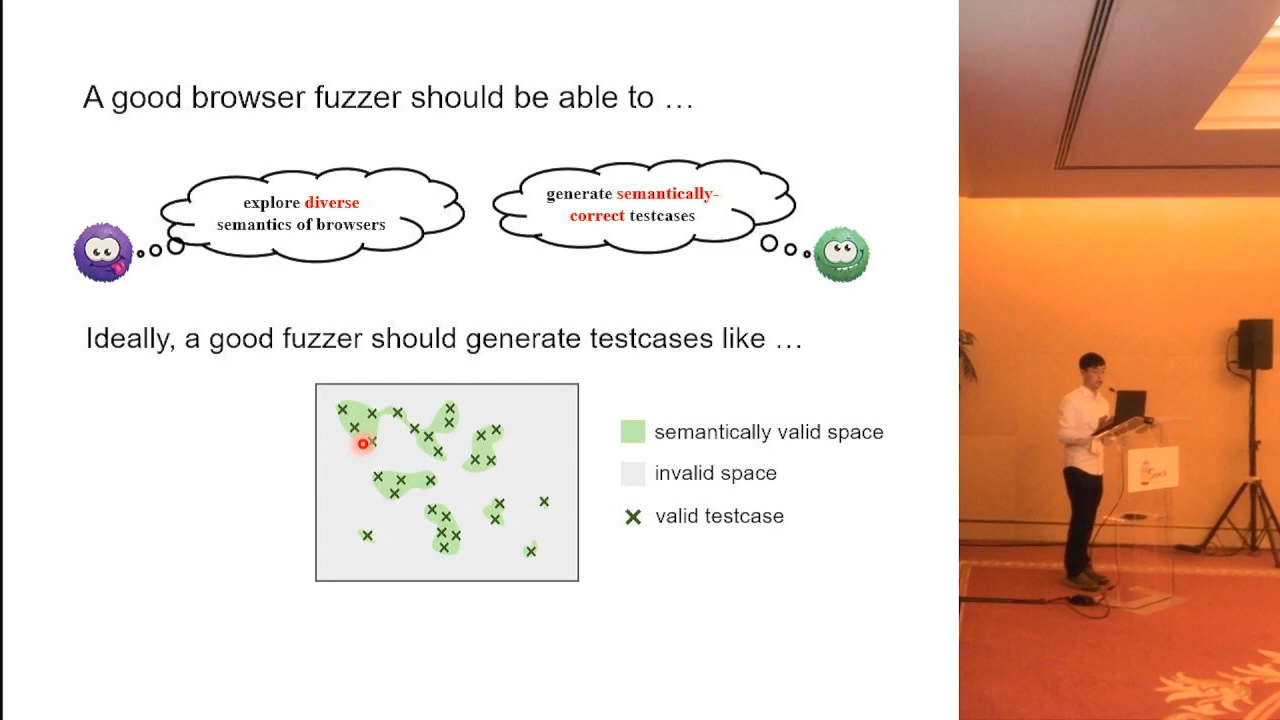 A good browser fuzzer should be able to …
explore diverse
semantics of browsers
generate semantically-
correct testcases
Ideally, a good fuzzer should generate testcases like …
semantically valid space
invalid space
valid testcase